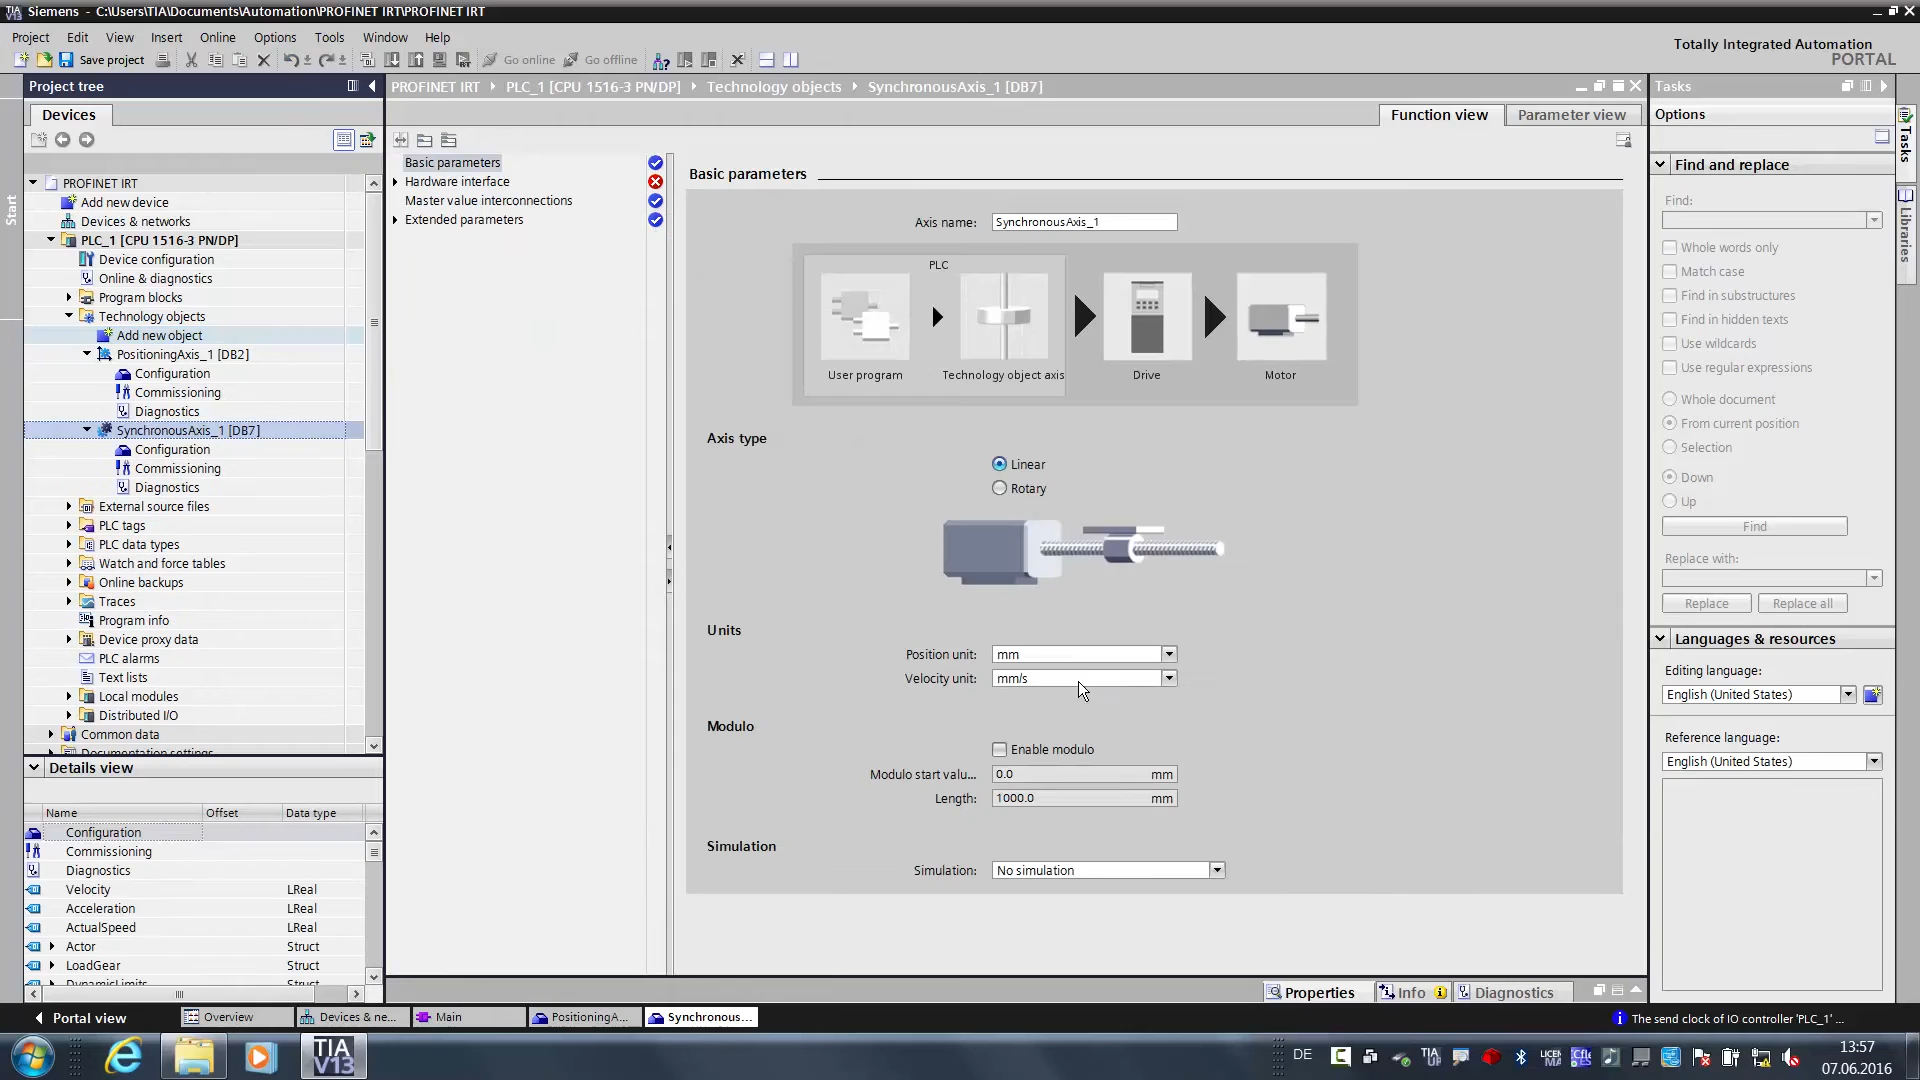 Siemens - C:\Users\TIA\Documents\Automation\PROFINET IRT\PROFINET IRT
Project Edit View Insert Online Options Tools Window Help
Totally Integrated Automation
PORTAL
Save project
Go online
Go offline
Project tree
PROFINET IRT
PLC_1 [CPU 1516-3 PN/DP]
Technology objects
SynchronousAxis_1 [DB7]
Tasks
Devices
Function view
Parameter view
Options
Start
PROFINET IRT
Add new device
Devices & networks
PLC_1 [CPU 1516-3 PN/DP]
Device configuration
Online & diagnostics
Program blocks
Technology objects
Add new object
PositioningAxis_1 [DB2]
Configuration
Commissioning
Diagnostics
SynchronousAxis_1 [DB7]
Configuration
Commissioning
Diagnostics
External source files
PLC tags
PLC data types
Watch and force tables
Online backups
Traces
Program info
Device proxy data
PLC alarms
Text lists
Local modules
Distributed I/O
Common data
Documentation settings
Details view
Name Offset Data type
Configuration
Commissioning
Diagnostics
Velocity LReal
Acceleration LReal
ActualSpeed LReal
Actor Struct
LoadGear Struct
DynamicLimits Struct
Basic parameters
Hardware interface
Master value interconnections
Extended parameters
Basic parameters
Axis name: SynchronousAxis_1
PLC
User program
Technology object axis
Drive
Motor
Axis type
Linear
Rotary
Units
Position unit: mm
Velocity unit: mm/s
Modulo
Enable modulo
Modulo start valu... 0.0 mm
Length: 1000.0 mm
Simulation
Simulation: No simulation
Properties
Info
Diagnostics
Find and replace
Find:
Whole words only
Match case
Find in substructures
Find in hidden texts
Use wildcards
Use regular expressions
Whole document
From current position
Selection
Down
Up
Find
Replace with:
Replace
Replace all
Languages & resources
Editing language:
English (United States)
Reference language:
English (United States)
Tasks
Libraries
Portal view
Overview
Devices & ne...
Main
PositioningA...
Synchronous...
The send clock of IO controller 'PLC_1' ...
TIA
V13
DE
13:57
07.06.2016